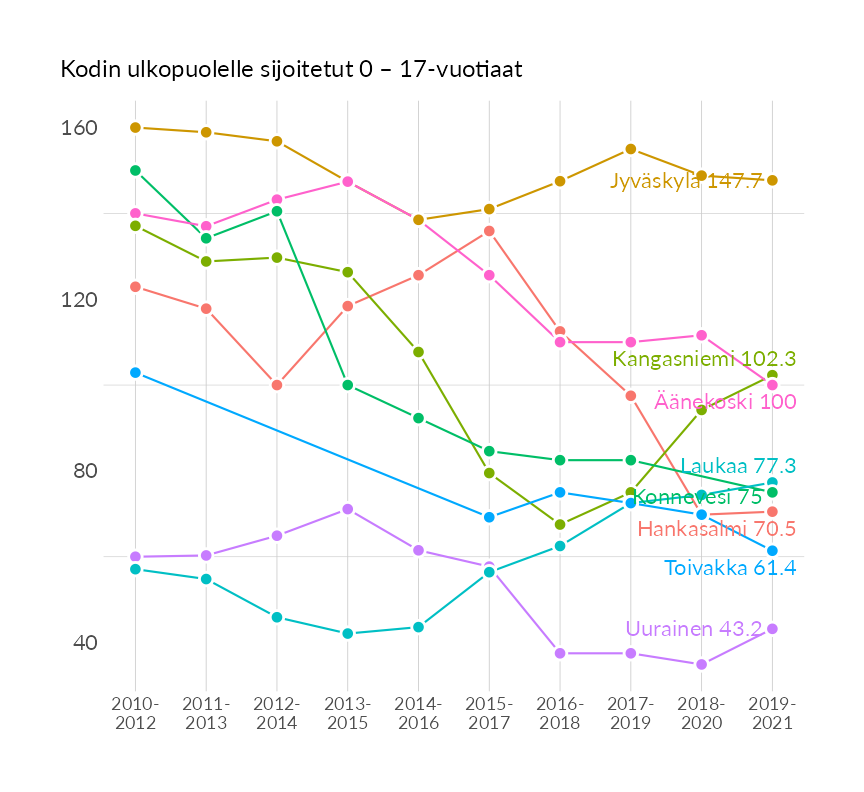 Kodin ulkopuolelle sijoitetut 0 – 17-vuotiaat
160
120
80
40
Jyväskylä 147.7
Kangasniemi 102.3
Äänekoski 100
Laukaa 77.3
Konnevesi 75
Hankasalmi 70.5
Toivakka 61.4
Uurainen 43.2
2010-
2012
2011-
2013
2012-
2014
2013-
2015
2014-
2016
2015-
2017
2016-
2018
2017-
2019
2018-
2020
2019-
2021